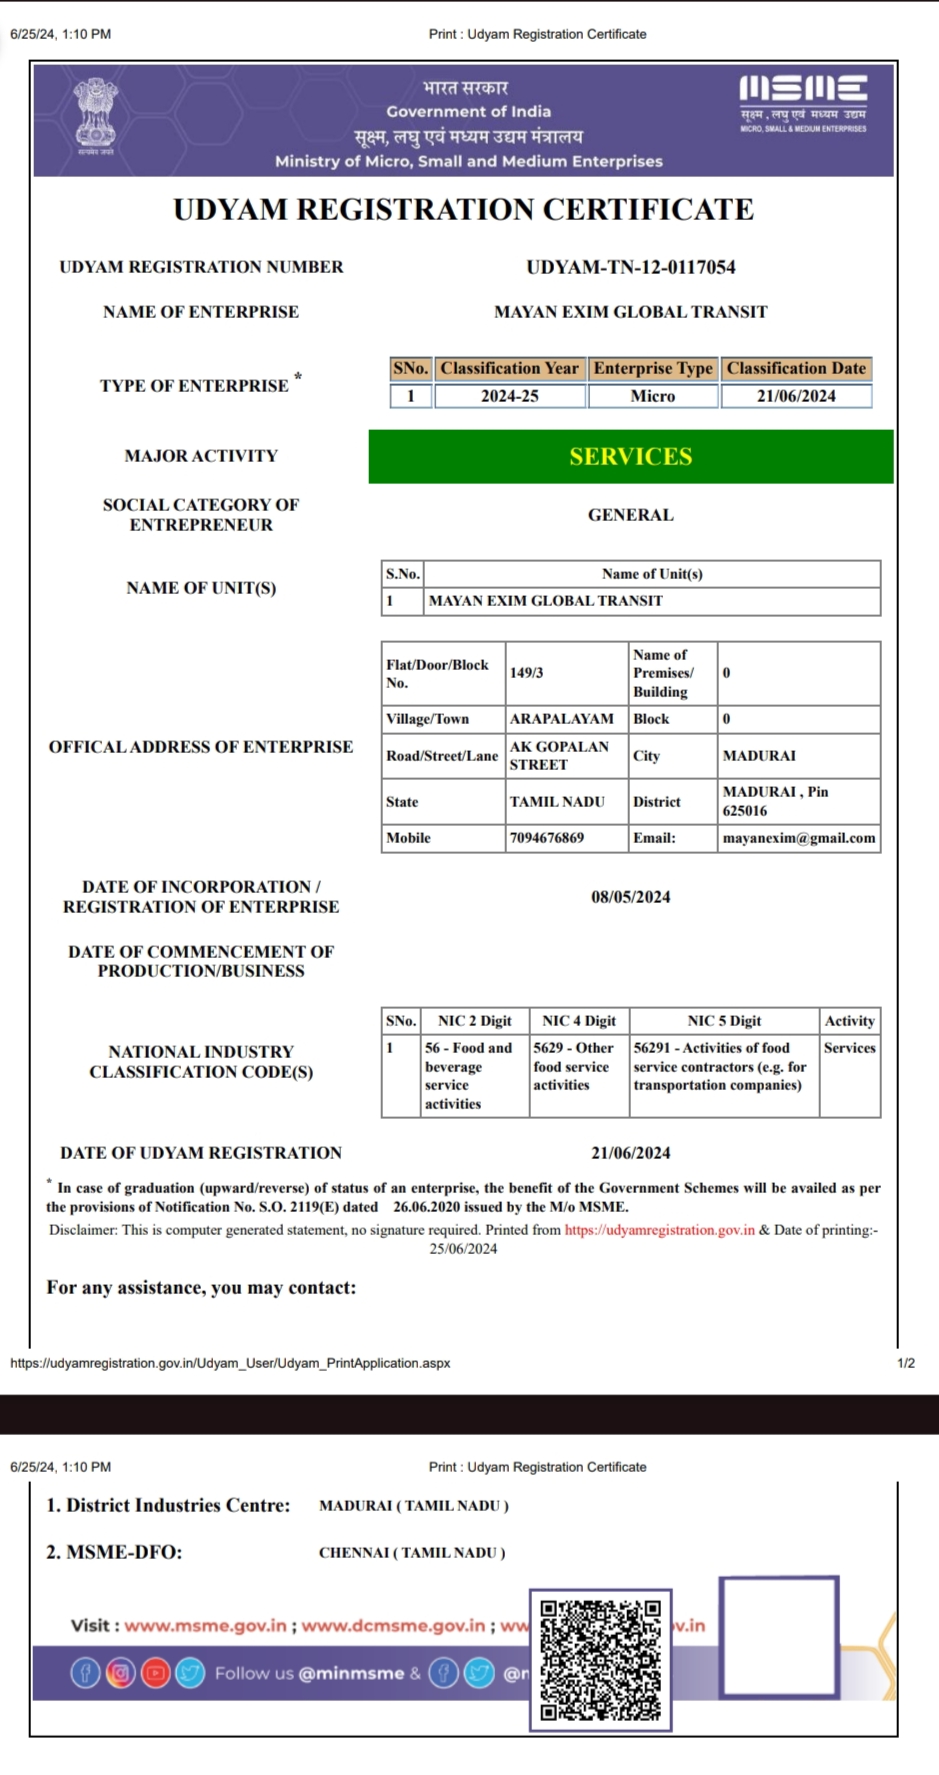 6/25/24, 1:10 PM Print : Udyam Registration Certificate
भारत सरकार
Government of India
सूक्ष्म, लघु एवं मध्यम उद्यम मंत्रालय
Ministry of Micro, Small and Medium Enterprises
सत्यमेव जयते
MSME
सूक्ष्म, लघु एवं मध्यम उद्यम
MICRO, SMALL & MEDIUM ENTERPRISES
UDYAM REGISTRATION CERTIFICATE
UDYAM REGISTRATION NUMBER UDYAM-TN-12-0117054
NAME OF ENTERPRISE MAYAN EXIM GLOBAL TRANSIT
TYPE OF ENTERPRISE *
SNo. Classification Year Enterprise Type Classification Date
1 2024-25 Micro 21/06/2024
MAJOR ACTIVITY SERVICES
SOCIAL CATEGORY OF
ENTREPRENEUR
GENERAL
NAME OF UNIT(S)
S.No. Name of Unit(s)
1 MAYAN EXIM GLOBAL TRANSIT
OFFICAL ADDRESS OF ENTERPRISE
Flat/Door/Block
No.
149/3
Name of
Premises/
Building
0
Village/Town ARAPALAYAM Block 0
Road/Street/Lane
AK GOPALAN
STREET
City MADURAI
State TAMIL NADU District
MADURAI , Pin
625016
Mobile 7094676869 Email: mayanexim@gmail.com
DATE OF INCORPORATION /
REGISTRATION OF ENTERPRISE
08/05/2024
DATE OF COMMENCEMENT OF
PRODUCTION/BUSINESS
NATIONAL INDUSTRY
CLASSIFICATION CODE(S)
SNo. NIC 2 Digit NIC 4 Digit NIC 5 Digit Activity
1
56 - Food and
beverage
service
activities
5629 - Other
food service
activities
56291 - Activities of food
service contractors (e.g. for
transportation companies)
Services
DATE OF UDYAM REGISTRATION 21/06/2024
* In case of graduation (upward/reverse) of status of an enterprise, the benefit of the Government Schemes will be availed as per
the provisions of Notification No. S.O. 2119(E) dated 26.06.2020 issued by the M/o MSME.
Disclaimer: This is computer generated statement, no signature required. Printed from https://udyamregistration.gov.in & Date of printing:-
25/06/2024
For any assistance, you may contact:
https://udyamregistration.gov.in/Udyam_User/Udyam_PrintApplication.aspx 1/2
6/25/24, 1:10 PM Print : Udyam Registration Certificate
1. District Industries Centre: MADURAI ( TAMIL NADU )
2. MSME-DFO: CHENNAI ( TAMIL NADU )
Visit : www.msme.gov.in ; www.dcmsme.gov.in ; ww v.in
Follow us @minmsme &